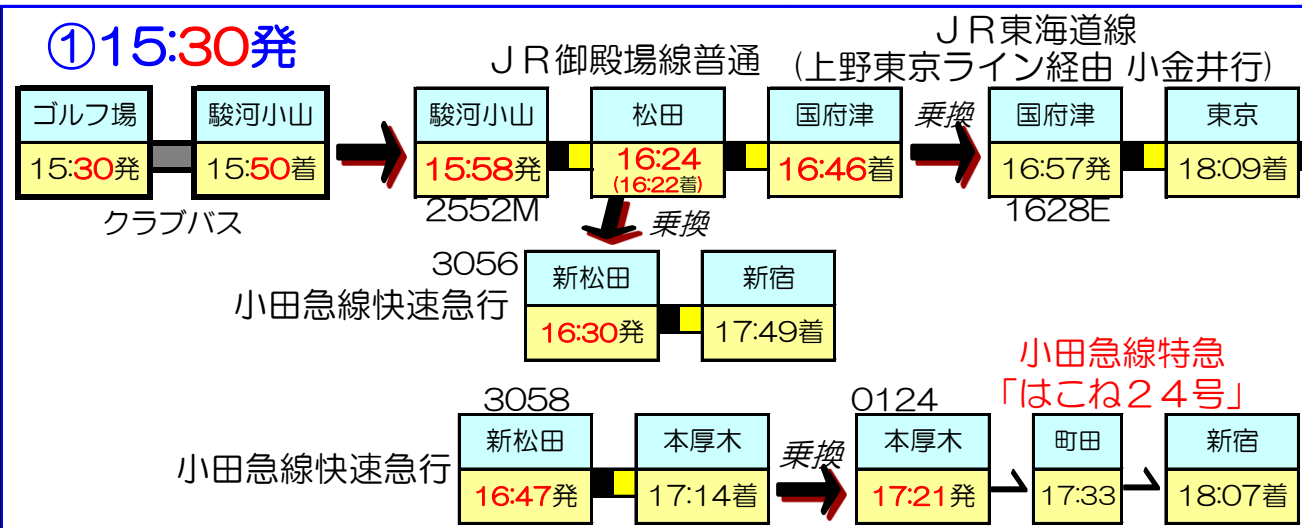 ①15:30発
JR御殿場線普通
JR東海道線
(上野東京ライン経由 小金井行)
ゴルフ場
15:30発
駿河小山
15:50着
クラブバス
駿河小山
15:58発
2552M
松田
16:24
(16:22着)
国府津
16:46着
乗換
国府津
16:57発
1628E
東京
18:09着
乗換
3056
小田急線快速急行
新松田
16:30発
新宿
17:49着
小田急線快速急行
3058
新松田
16:47発
本厚木
17:14着
乗換
0124
本厚木
17:21発
小田急線特急
「はこね24号」
町田
17:33
新宿
18:07着